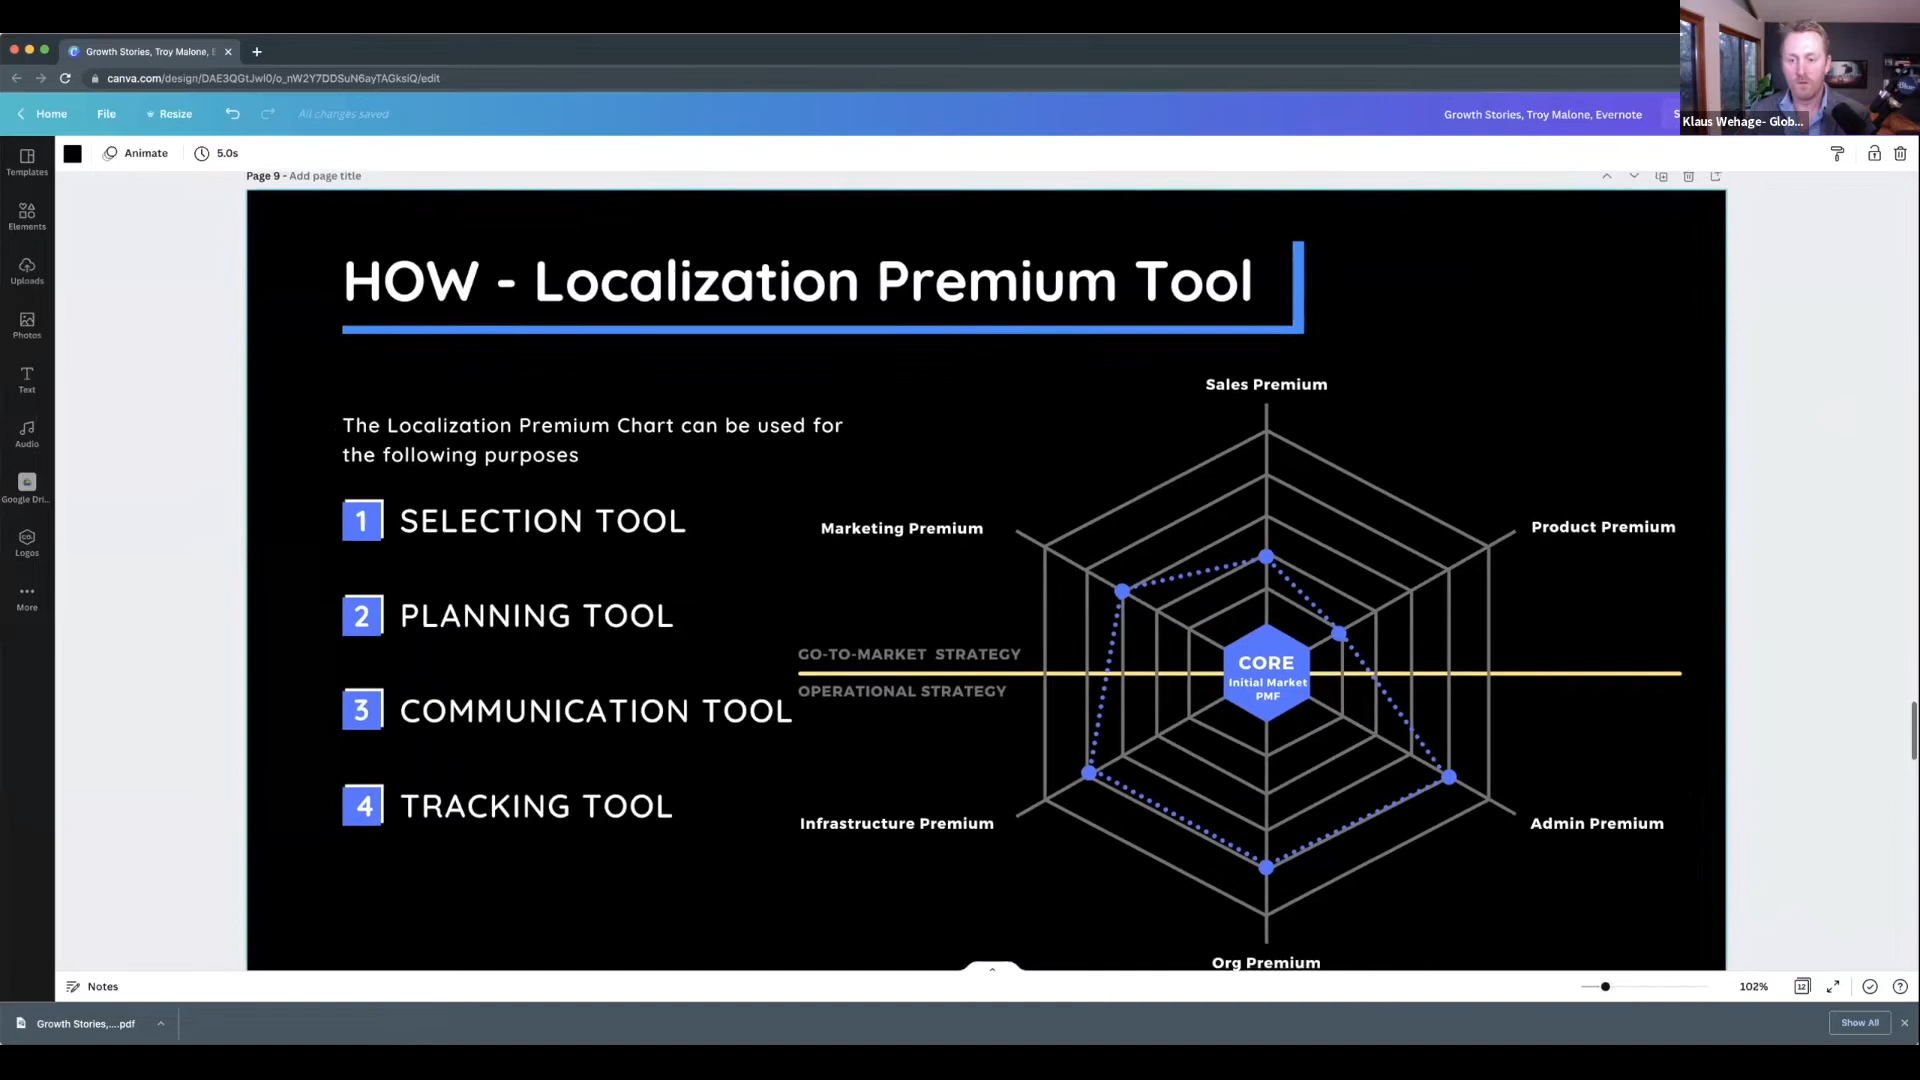 Growth Stories, Troy Malone, E
canva.com/design/DAE3QGtJwI0/o_nW2Y7DDSuN6ayTAGksiQ/edit
Home
File
Resize
All changes saved
Growth Stories, Troy Malone, Evernote
S
Klaus Wehage- Glob...
Blue
Templates
Elements
Uploads
Photos
Text
Audio
Google Dri...
CO.
Logos
More
Animate
5.0s
Page 9 - Add page title
HOW - Localization Premium Tool
The Localization Premium Chart can be used for
the following purposes
1 SELECTION TOOL
2 PLANNING TOOL
3 COMMUNICATION TOOL
4 TRACKING TOOL
Sales Premium
Marketing Premium
Product Premium
GO-TO-MARKET STRATEGY
OPERATIONAL STRATEGY
CORE
Initial Market
PMF
Infrastructure Premium
Admin Premium
Org Premium
Notes
102%
12
Growth Stories,....pdf
Show All